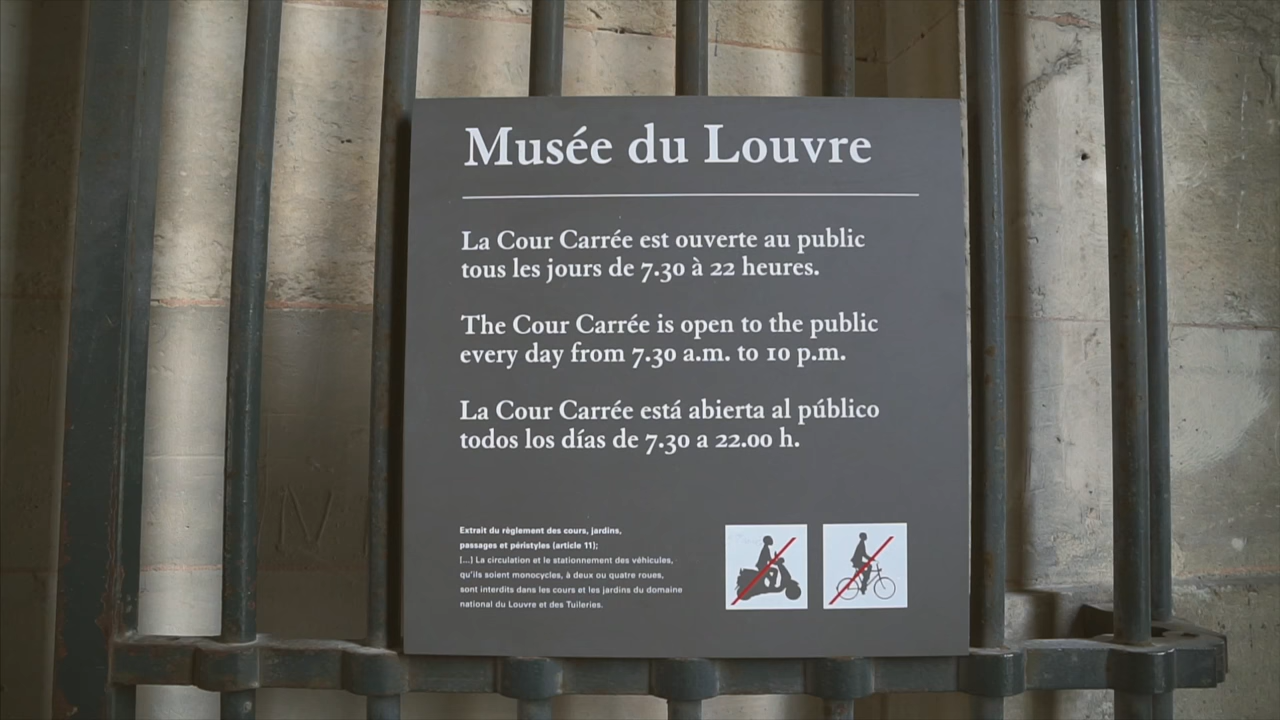 Musée du Louvre
La Cour Carrée est ouverte au public
tous les jours de 7.30 à 22 heures.
The Cour Carrée is open to the public
every day from 7.30 a.m. to 10 p.m.
La Cour Carrée está abierta al público
todos los días de 7.30 a 22.00 h.
Extrait du règlement des cours, jardins,
passages et péristyles (article 11);
[...] La circulation et le stationnement des véhicules,
qu'ils soient monocycles, à deux ou quatre roues,
sont interdits dans les cours et les jardins du domaine
national du Louvre et des Tuileries.